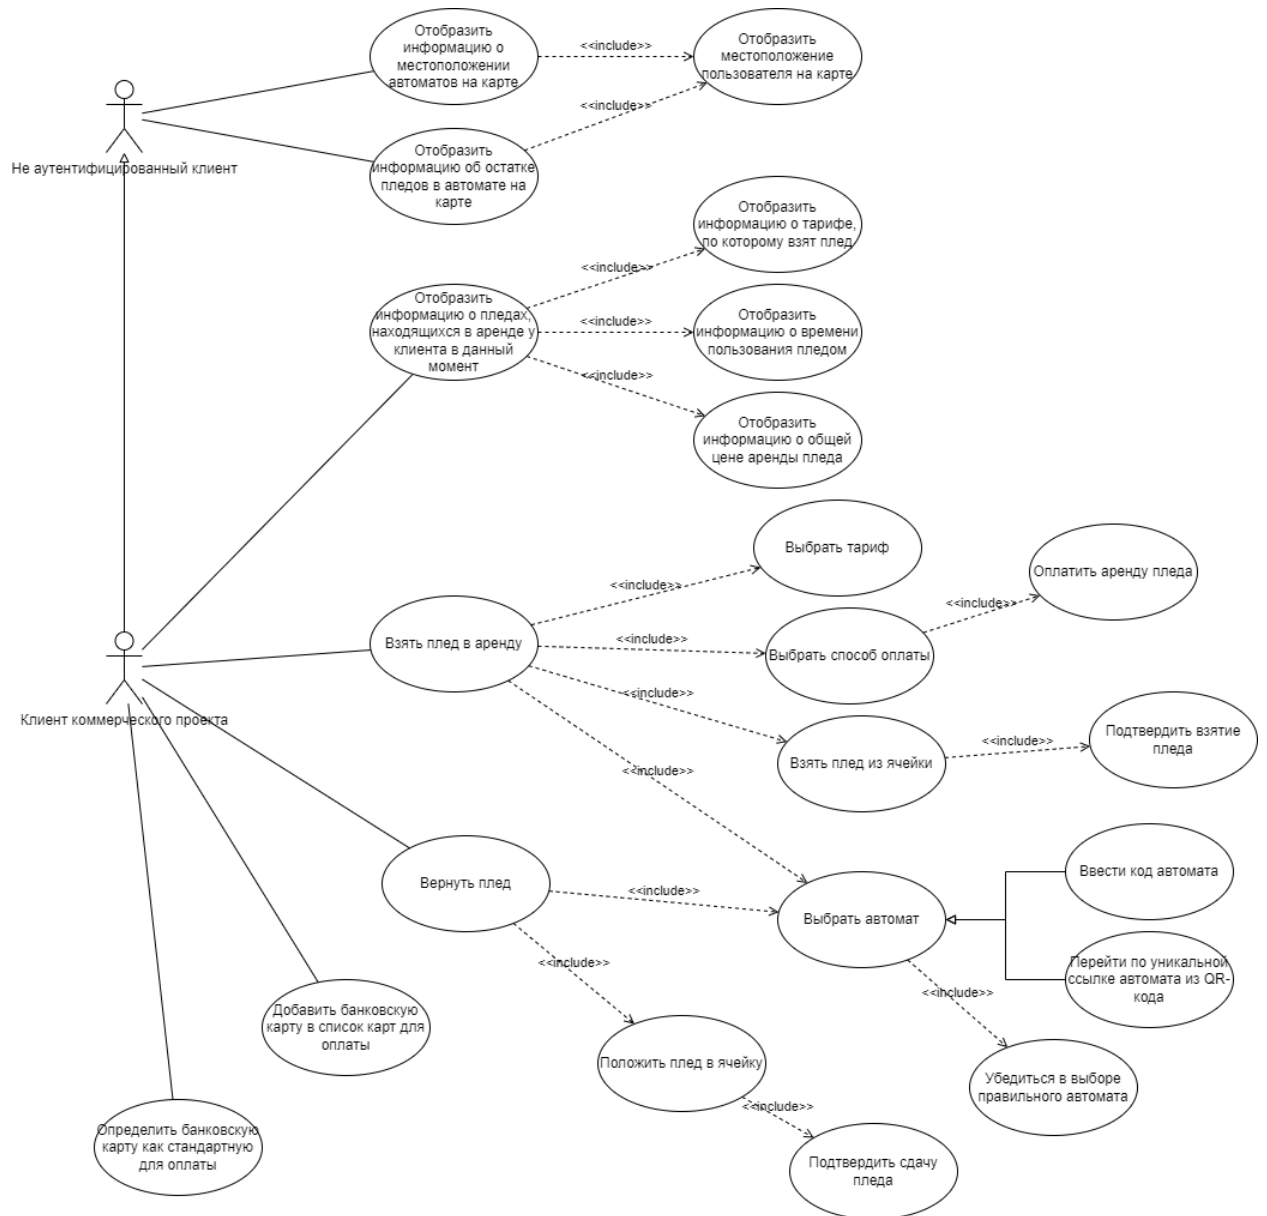 Отобразить
информацию о
местоположении
автоматов на карте
<<include>>
Отобразить
местоположение
пользователя на карте
<<include>>
Не аутентифицированный клиент
Отобразить
информацию об остатке
пледов в автомате на
карте
Отобразить
информацию о тарифе,
по которому взят плед
<<include>>
Отобразить
информацию о пледах,
находящихся в аренде у
клиента в данный
момент
<<include>>
Отобразить
информацию о времени
пользования пледом
<<include>>
Отобразить
информацию о общей
цене аренды пледа
Выбрать тариф
<<include>>
Оплатить аренду пледа
<<include>>
Взять плед в аренду
<<include>>
Выбрать способ оплаты
Клиент коммерческого проекта
<<include>>
Взять плед из ячейки
<<include>>
Подтвердить взятие
пледа
<<include>>
Вернуть плед
<<include>>
Выбрать автомат
Ввести код автомата
Перейти по уникальной
ссылке автомата из QR-
кода
<<include>>
<<include>>
Добавить банковскую
карту в список карт для
оплаты
Положить плед в ячейку
Убедиться в выборе
правильного автомата
<<include>>
Определить банковскую
карту как стандартную
для оплаты
Подтвердить сдачу
пледа